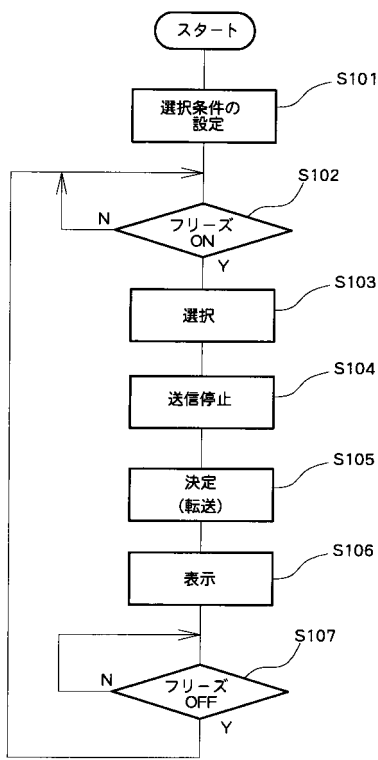 スタート
S101
選択条件の
設定
S102
N
フリーズ
ON
Y
S103
選択
S104
送信停止
S105
決定
(転送)
S106
表示
S107
N
フリーズ
OFF
Y